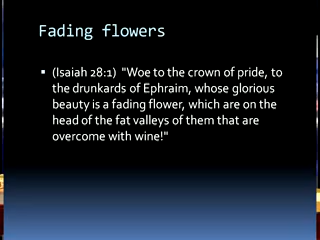 Fading flowers
(Isaiah 28:1) "Woe to the crown of pride, to
the drunkards of Ephraim, whose glorious
beauty is a fading flower, which are on the
head of the fat valleys of them that are
overcome with wine!"